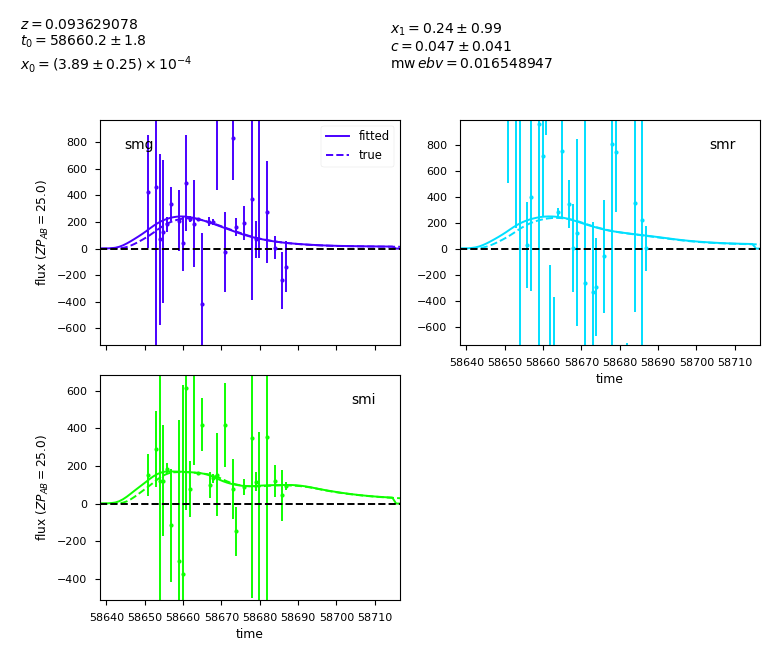 z = 0.093629078
t₀ = 58660.2 ± 1.8
x₀ = (3.89 ± 0.25) × 10⁻⁴
x₁ = 0.24 ± 0.99
c = 0.047 ± 0.041
mw ebv = 0.016548947
smg
fitted
true
800
600
400
200
0
−200
−400
−600
flux (ZP_AB = 25.0)
smr
800
600
400
200
0
−200
−400
−600
58640 58650 58660 58670 58680 58690 58700 58710
time
smi
600
400
200
0
−200
−400
flux (ZP_AB = 25.0)
58640 58650 58660 58670 58680 58690 58700 58710
time